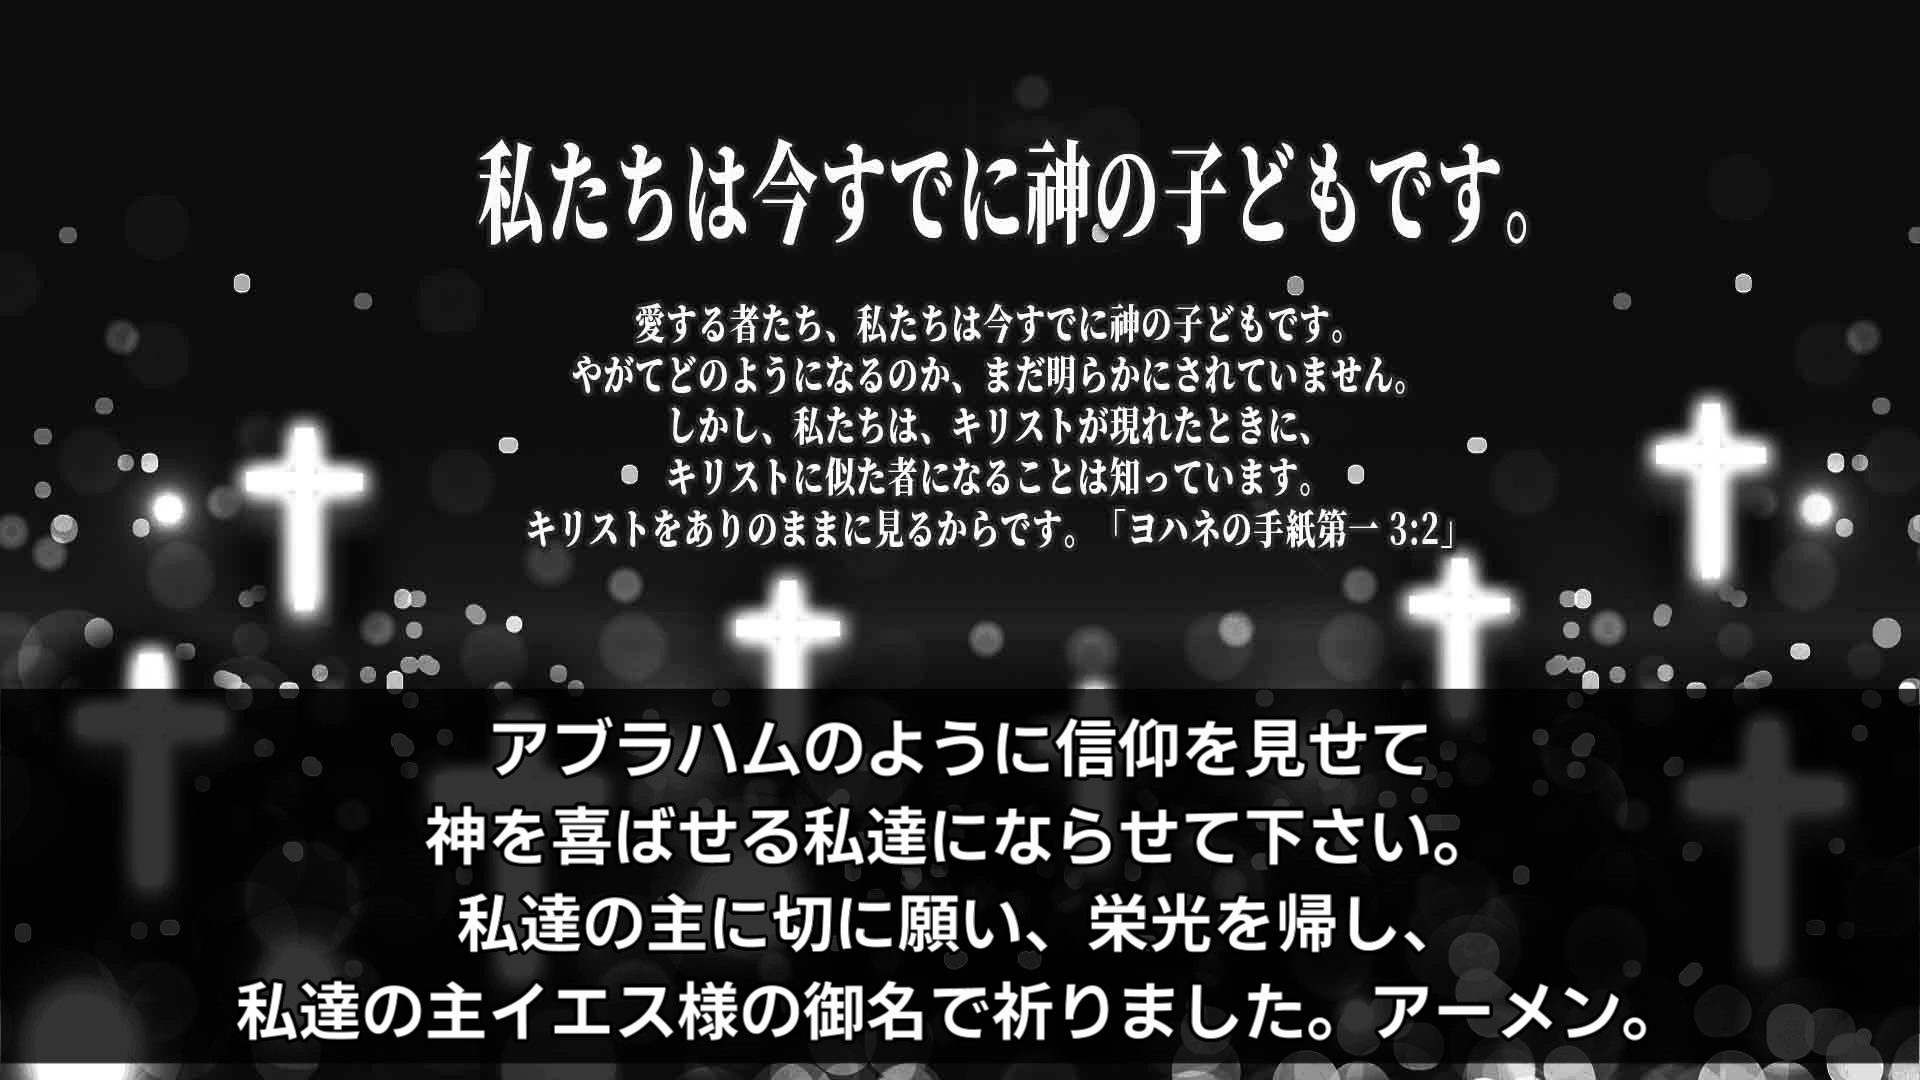 私たちは今すでに神の子どもです。
愛する者たち、私たちは今すでに神の子どもです。
やがてどのようになるのか、まだ明らかにされていません。
しかし、私たちは、キリストが現れたときに、
キリストに似た者になることは知っています。
キリストをありのままに見るからです。「ヨハネの手紙第一 3:2」
アブラハムのように信仰を見せて
神を喜ばせる私達にならせて下さい。
私達の主に切に願い、栄光を帰し、
私達の主イエス様の御名で祈りました。アーメン。